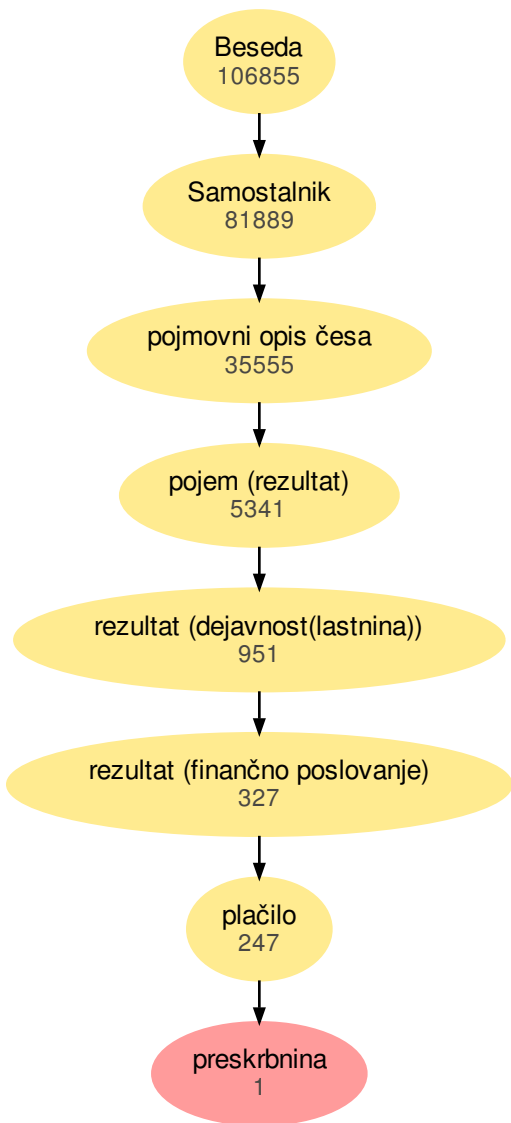 Beseda
106855
Samostalnik
81889
pojmovni opis česa
35555
pojem (rezultat)
5341
rezultat (dejavnost(lastnina))
951
rezultat (finančno poslovanje)
327
plačilo
247
preskrbnina
1